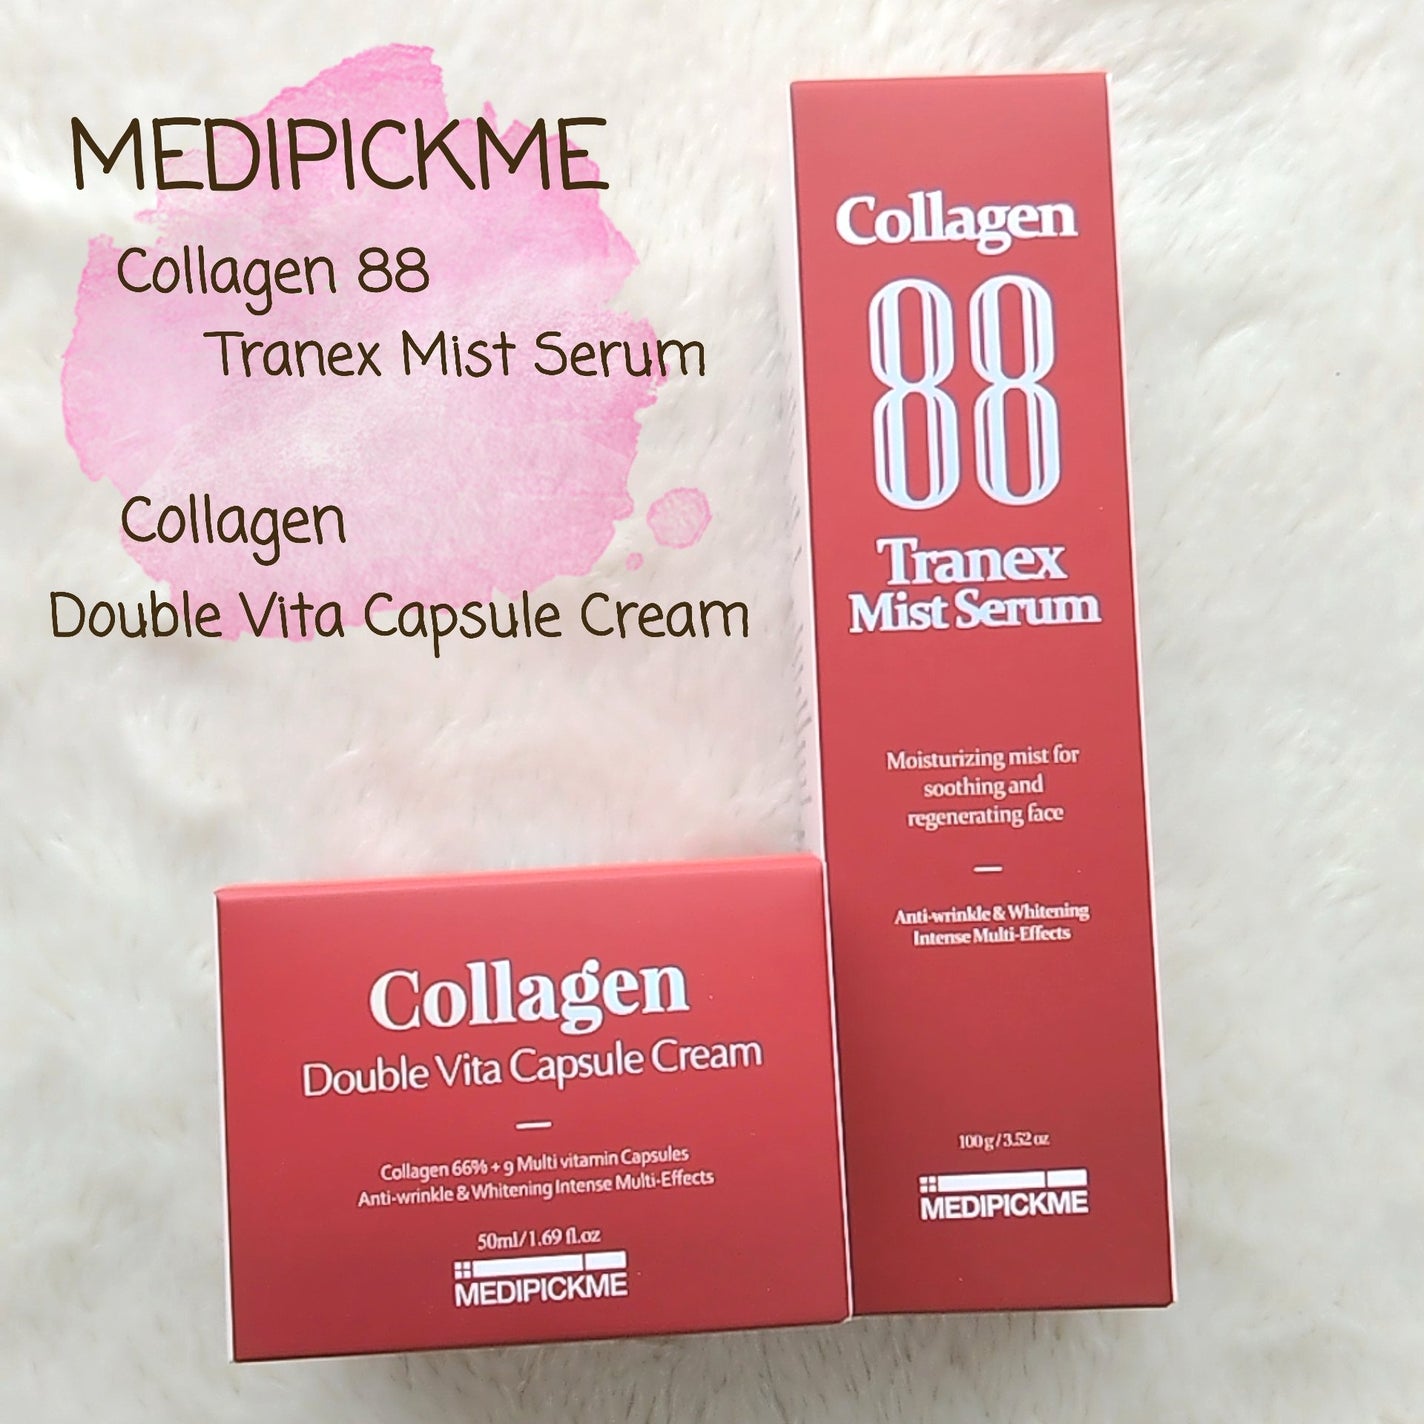 MEDIPICKME
Collagen 88
Tranex Mist Serum
Collagen
Double Vita Capsule Cream
Collagen
88
Tranex
Mist Serum
Moisturizing mist for
soothing and
regenerating face
Anti-wrinkle & Whitening
Intense Multi-Effects
100g / 3.52 oz
MEDIPICKME
Collagen
Double Vita Capsule Cream
Collagen 66% + 9 Multi vitamin Capsules
Anti-wrinkle & Whitening Intense Multi-Effects
50ml/1.69 fl.oz
MEDIPICKME